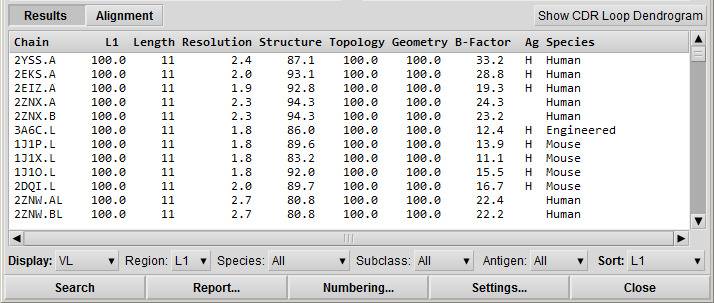 Results Alignment Show CDR Loop Dendrogram
Chain L1 Length Resolution Structure Topology Geometry B-Factor Ag Species
2YSS.A 100.0 11 2.4 87.1 100.0 100.0 33.2 H Human
2EKS.A 100.0 11 2.0 93.1 100.0 100.0 28.8 H Human
2EIZ.A 100.0 11 1.9 92.8 100.0 100.0 19.3 H Human
2ZNX.A 100.0 11 2.3 94.3 100.0 100.0 24.3 Human
2ZNX.B 100.0 11 2.3 94.3 100.0 100.0 23.2 Human
3A6C.L 100.0 11 1.8 86.0 100.0 100.0 12.4 H Engineered
1J1P.L 100.0 11 1.8 89.6 100.0 100.0 13.9 H Mouse
1J1X.L 100.0 11 1.8 83.2 100.0 100.0 11.1 H Mouse
1J1O.L 100.0 11 1.8 92.0 100.0 100.0 15.5 H Mouse
2DQI.L 100.0 11 2.0 89.7 100.0 100.0 16.7 H Mouse
2ZNW.AL 100.0 11 2.7 80.8 100.0 100.0 22.4 Human
2ZNW.BL 100.0 11 2.7 80.8 100.0 100.0 22.2 Human
Display: VL Region: L1 Species: All Subclass: All Antigen: All Sort: L1
Search Report... Numbering... Settings... Close